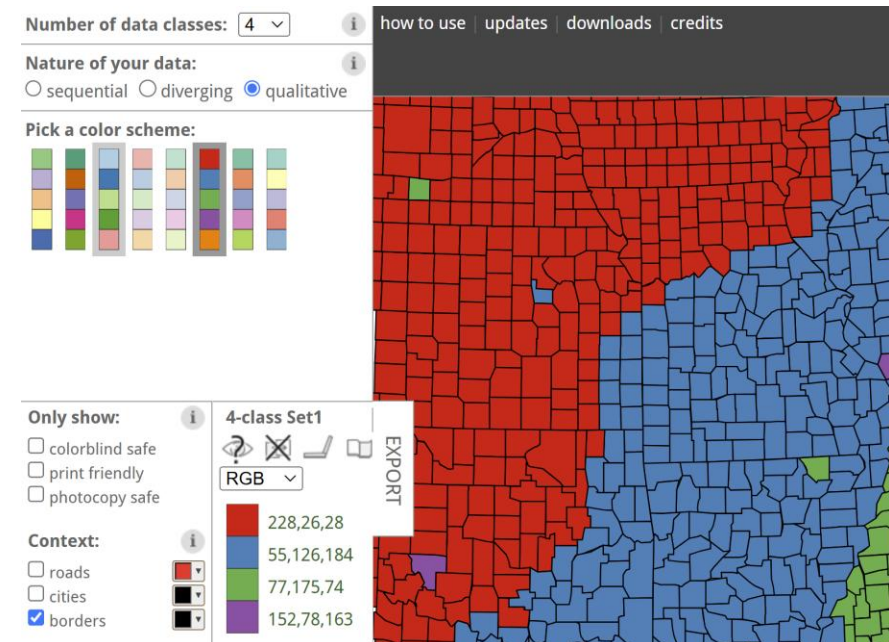 Number of data classes: 4 i
how to use | updates | downloads | credits
Nature of your data: i
sequential diverging qualitative
Pick a color scheme:
Only show: i
colorblind safe
print friendly
photocopy safe
Context: i
roads
cities
borders
4-class Set1
?
RGB
228,26,28
55,126,184
77,175,74
152,78,163
EXPORT